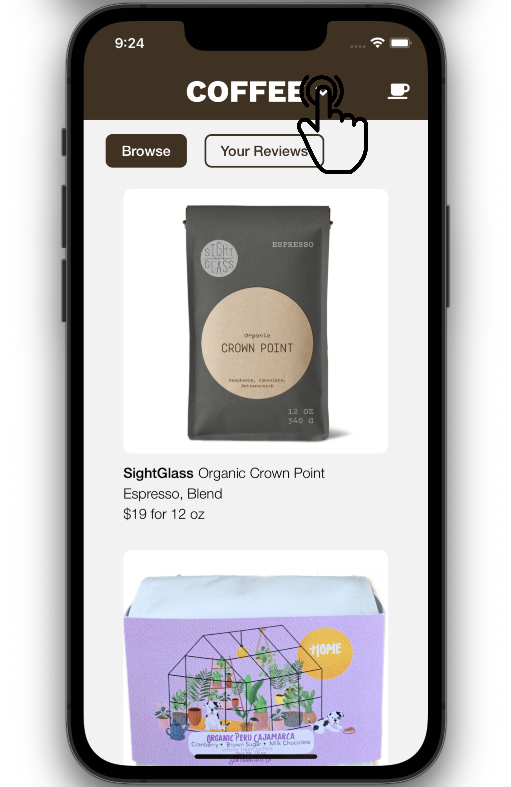 9:24
COFFEE
Browse
Your Reviews
SIGHT
GLASS
ESPRESSO
Organic
CROWN POINT
Raspberry, Chocolate,
Butterscotch
12 OZ
340 G
SightGlass Organic Crown Point
Espresso, Blend
$19 for 12 oz
HOME
ORGANIC PERU CAJAMARCA
Cranberry • Brown Sugar • Milk Chocolate